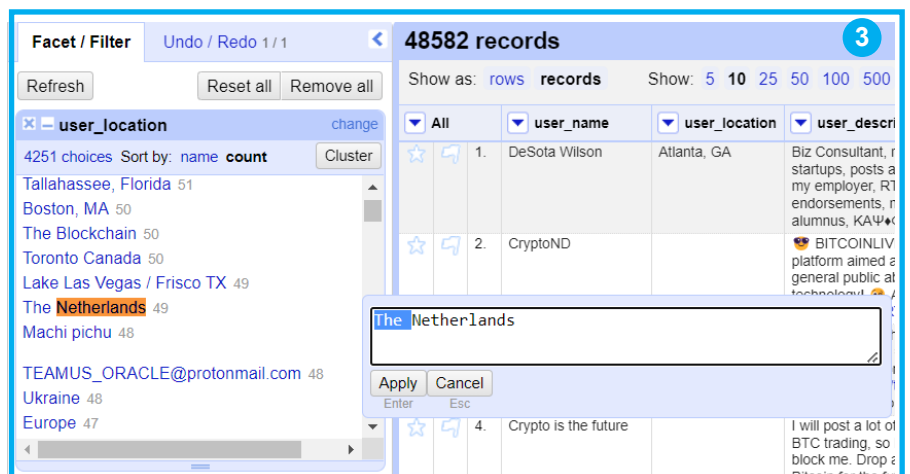 Facet / Filter Undo / Redo 1 / 1
48582 records
3
Refresh Reset all Remove all
Show as: rows records Show: 5 10 25 50 100 500
user_location change
4251 choices Sort by: name count Cluster
Tallahassee, Florida 51
Boston, MA 50
The Blockchain 50
Toronto Canada 50
Lake Las Vegas / Frisco TX 49
The Netherlands 49
Machi pichu 48
TEAMUS_ORACLE@protonmail.com 48
Ukraine 48
Europe 47
All user_name user_location user_descri
1. DeSota Wilson Atlanta, GA Biz Consultant,
startups, posts a
my employer, RT
endorsements,
alumnus, ΚΑΨ♦
2. CryptoND 😎 BITCOINLIV
platform aimed a
general public ab
technology!
The Netherlands
Apply Cancel
Enter Esc
4. Crypto is the future I will post a lot of
BTC trading, so
block me. Drop a